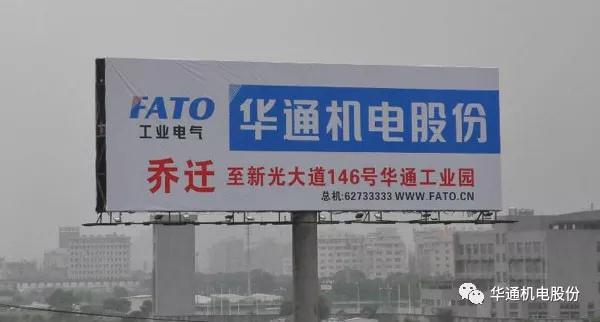 FATO
工业电气
华通机电股份
乔迁 至新光大道146号华通工业园
总机:62733333 WWW.FATO.CN
华通机电股份